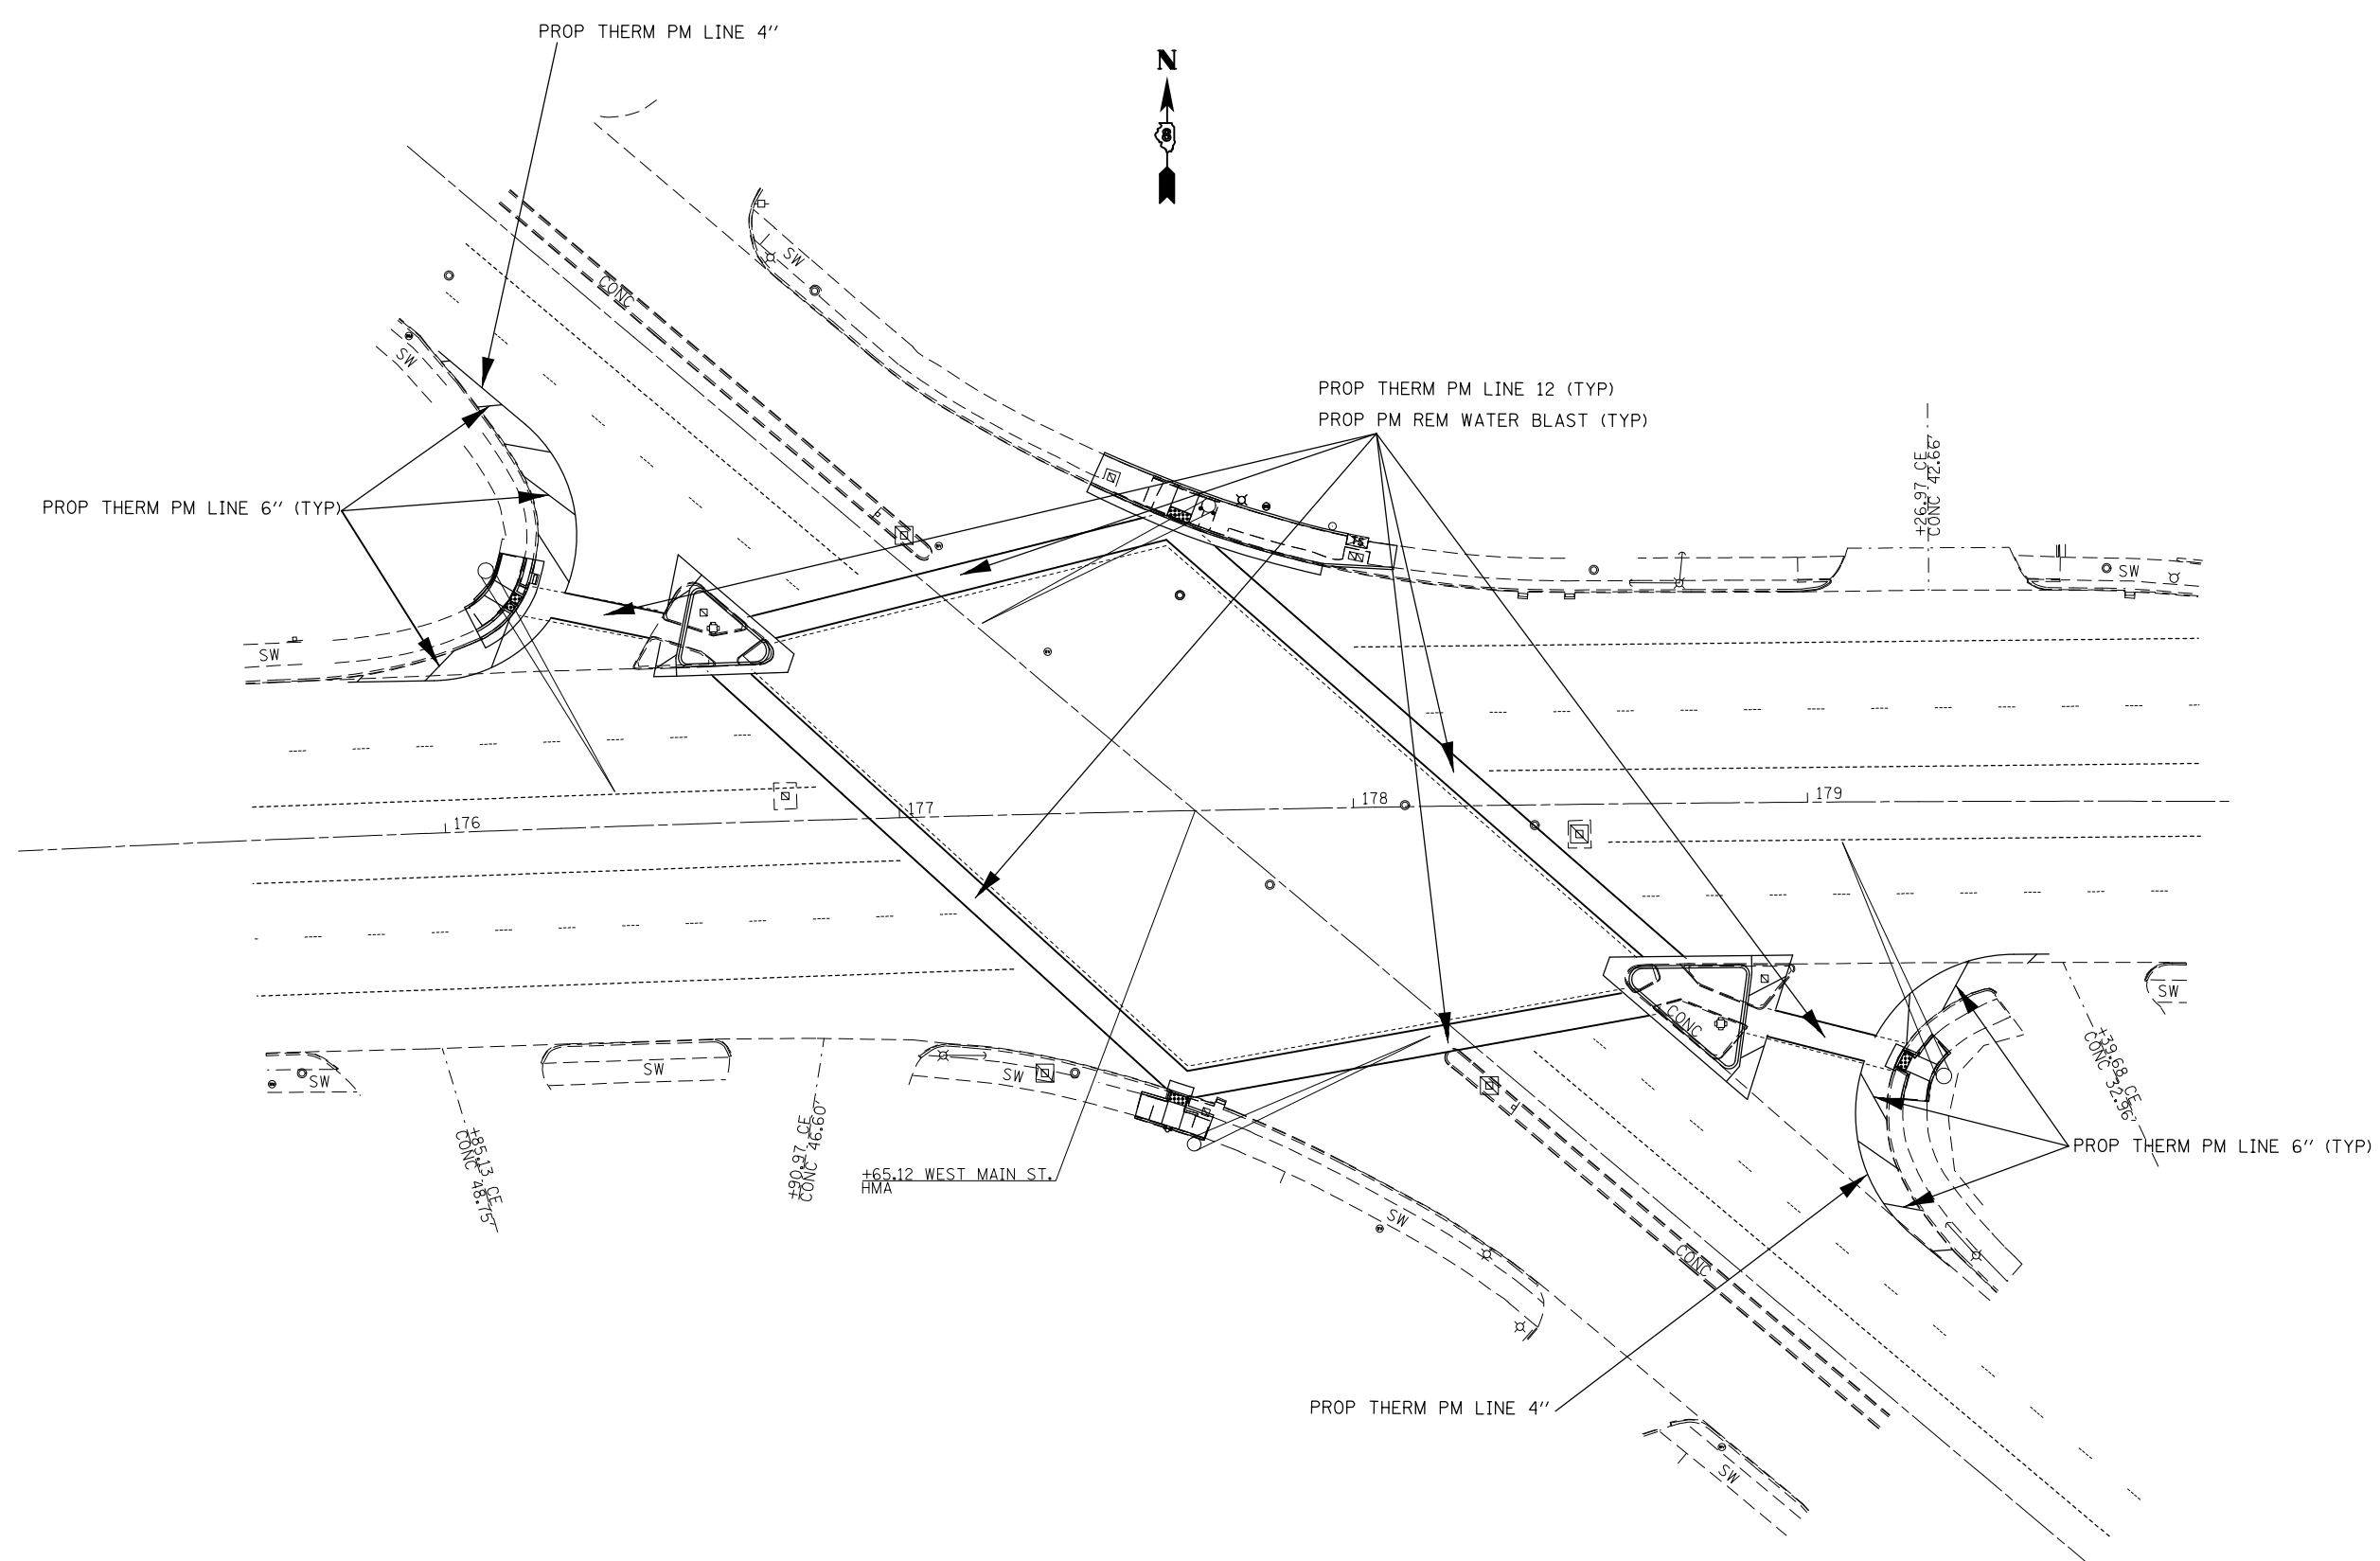 PROP THERM PM LINE 4''
N
8
SW
CONC
SW
PROP THERM PM LINE 12 (TYP)
PROP PM REM WATER BLAST (TYP)
+26.97 CE
CONC 42.66'
PROP THERM PM LINE 6'' (TYP)
SW
SW
176
177
178
179
SW
SW
SW
SW
CONC
+85.13 CE
CONC 48.75'
+90.97 CE
CONC 46.60'
+39.68 CE
CONC 32.96'
PROP THERM PM LINE 6'' (TYP)
+65.12 WEST MAIN ST.
HMA
SW
CONC
PROP THERM PM LINE 4''
SW